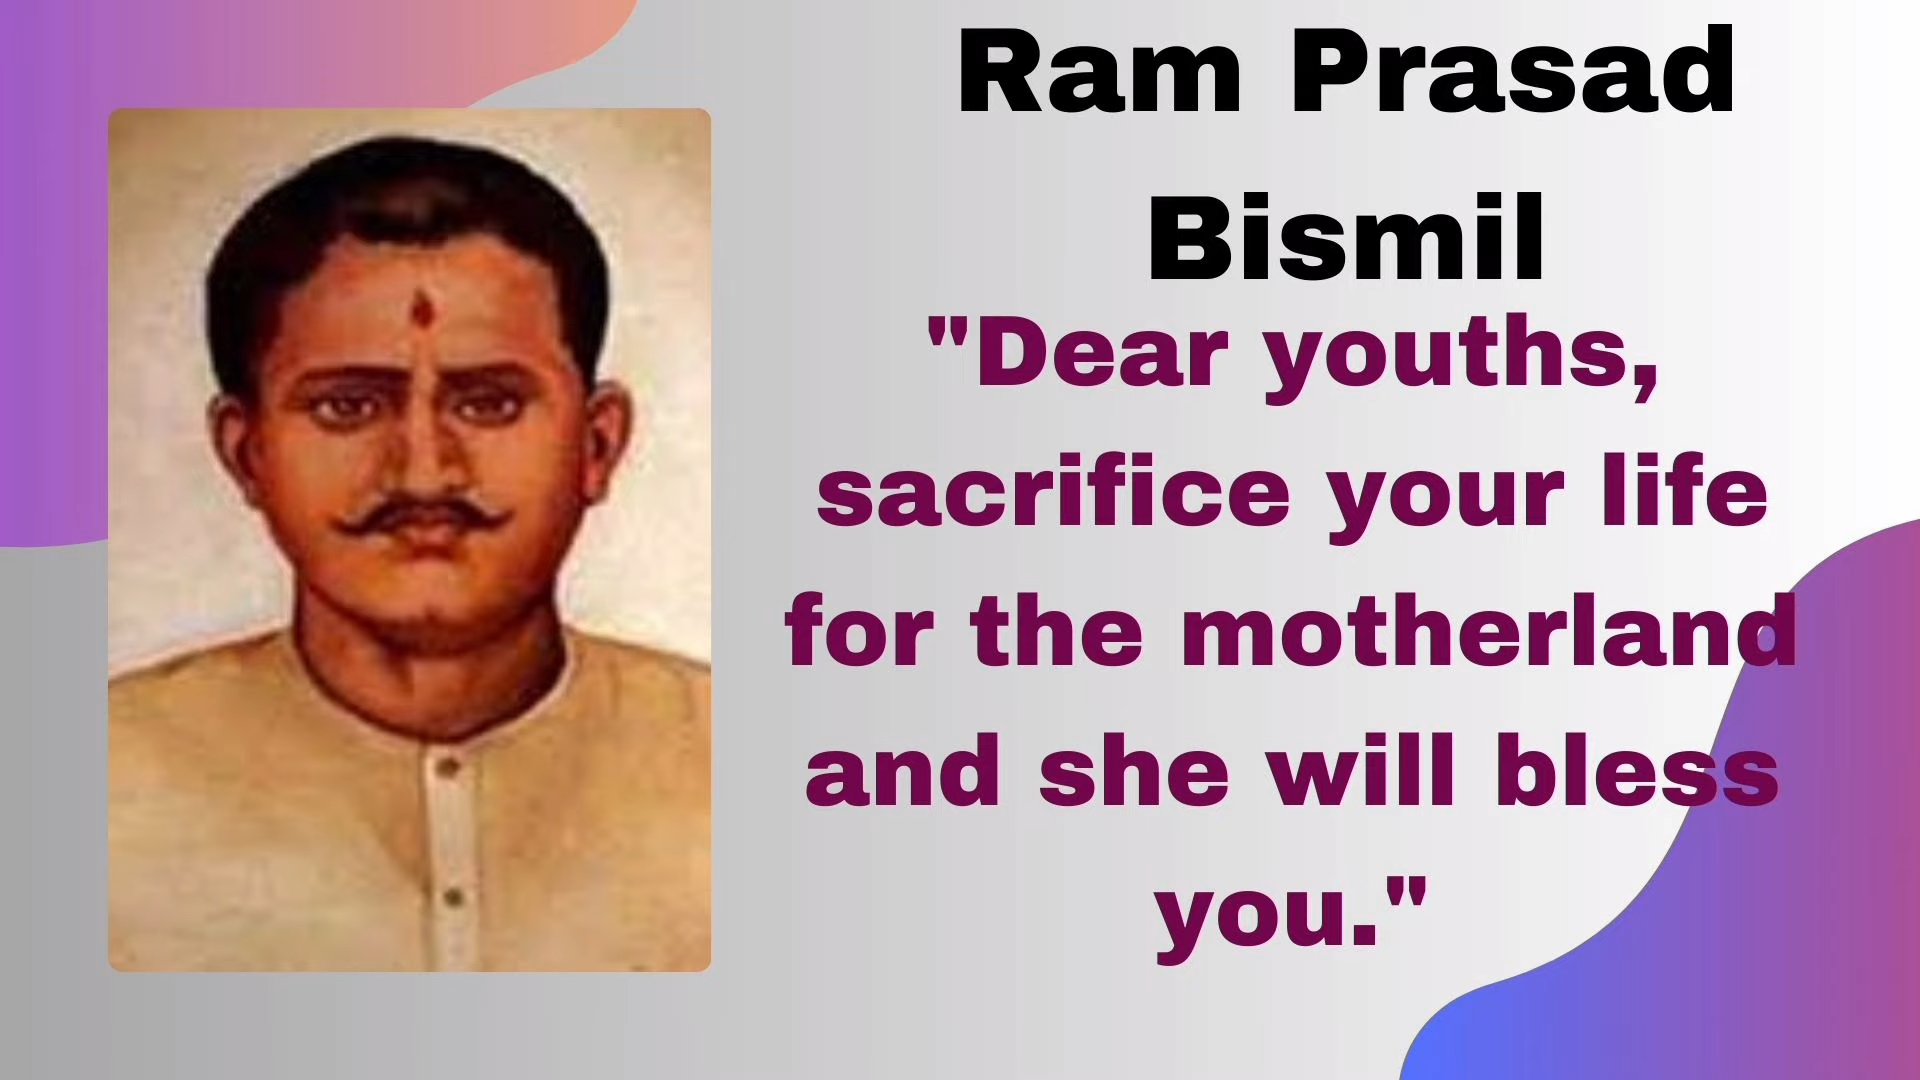 Ram Prasad
Bismil
"Dear youths,
sacrifice your life
for the motherland
and she will bless
you."